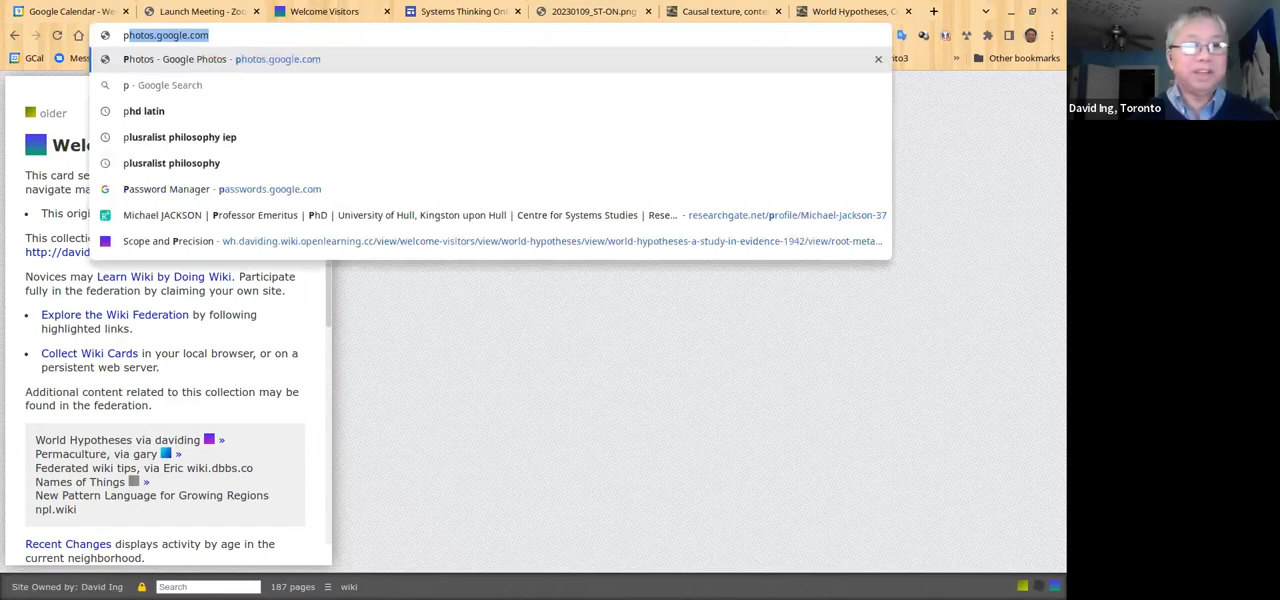 Google Calendar - We
Launch Meeting - Zoo
Welcome Visitors
Systems Thinking Ont
20230109_ST-ON.png
Causal texture, conte
World Hypotheses, C
photos.google.com
Photos - Google Photos - photos.google.com
p - Google Search
phd latin
plusralist philosophy iep
plusralist philosophy
Password Manager - passwords.google.com
Michael JACKSON | Professor Emeritus | PhD | University of Hull, Kingston upon Hull | Centre for Systems Studies | Rese... - researchgate.net/profile/Michael-Jackson-37
Scope and Precision - wh.daviding.wiki.openlearning.cc/view/welcome-visitors/view/world-hypotheses/view/world-hypotheses-a-study-in-evidence-1942/view/root-meta...
GCal
Mess
rito3
»
Other bookmarks
David Ing, Toronto
older
Welc
This card se
navigate ma
• This origi
This collecti
http://david
Novices may Learn Wiki by Doing Wiki. Participate
fully in the federation by claiming your own site.
• Explore the Wiki Federation by following
highlighted links.
• Collect Wiki Cards in your local browser, or on a
persistent web server.
Additional content related to this collection may be
found in the federation.
World Hypotheses via daviding »
Permaculture, via gary »
Federated wiki tips, via Eric wiki.dbbs.co
Names of Things »
New Pattern Language for Growing Regions
npl.wiki
Recent Changes displays activity by age in the
current neighborhood.
Site Owned by: David Ing
Search
187 pages
wiki